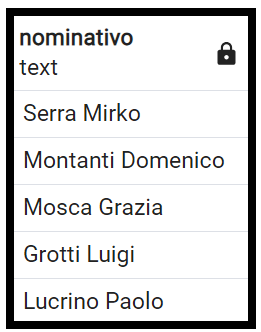 nominativo
text
Serra Mirko
Montanti Domenico
Mosca Grazia
Grotti Luigi
Lucrino Paolo